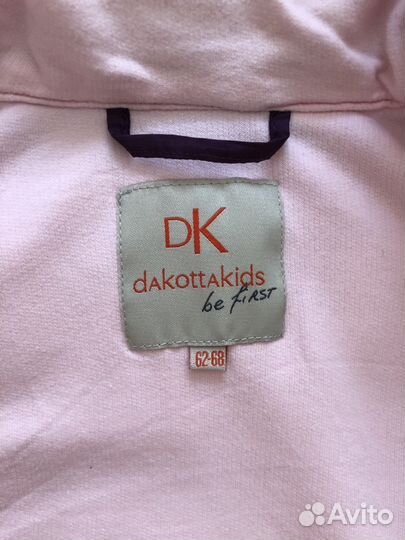 DK
dAkottAkids
be FIRST
62-68
Avito